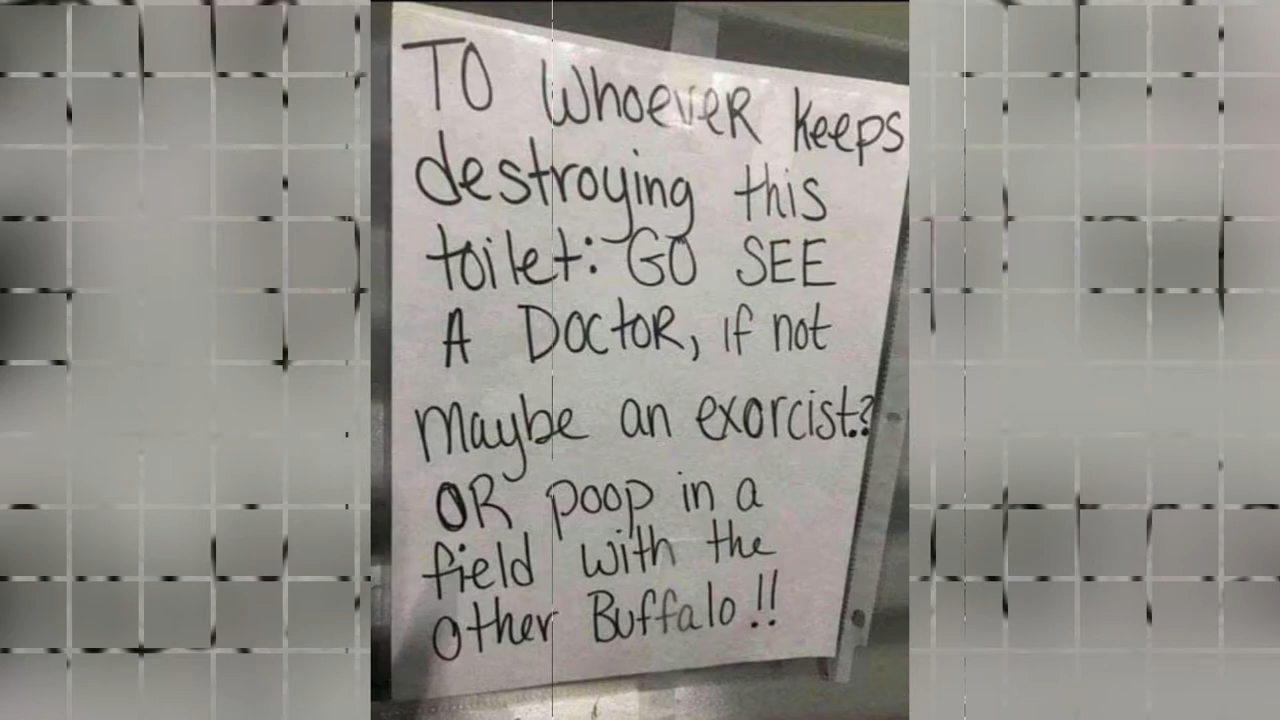 TO Whoever keeps
destroying this
toilet: GO SEE
A DOCTOR, if not
maybe an exorcist.?
OR poop in a
field with the
other Buffalo!!